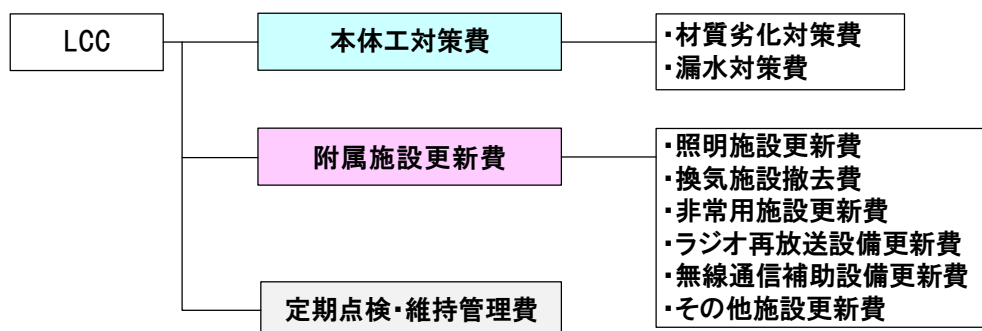 LCC
本体工対策費
・材質劣化対策費
・漏水対策費
附属施設更新費
・照明施設更新費
・換気施設撤去費
・非常用施設更新費
・ラジオ再放送設備更新費
・無線通信補助設備更新費
・その他施設更新費
定期点検・維持管理費